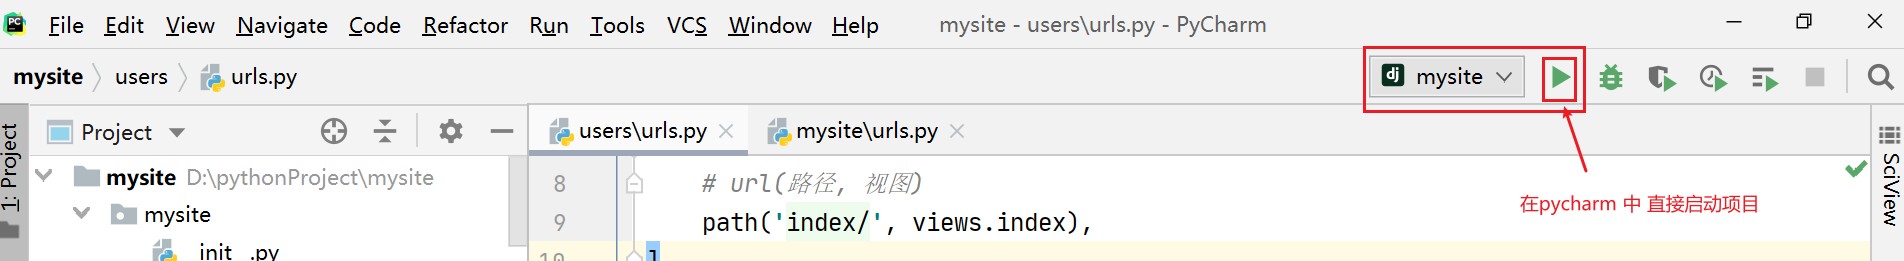 File Edit View Navigate Code Refactor Run Tools VCS Window Help mysite - users\urls.py - PyCharm
mysite users urls.py mysite
1: Project
Project
users\urls.py mysite\urls.py
mysite D:\pythonProject\mysite
mysite
__init__.py
8 # url(路径, 视图)
9 path('index/', views.index),
10 ]
在pycharm 中 直接启动项目
SciView